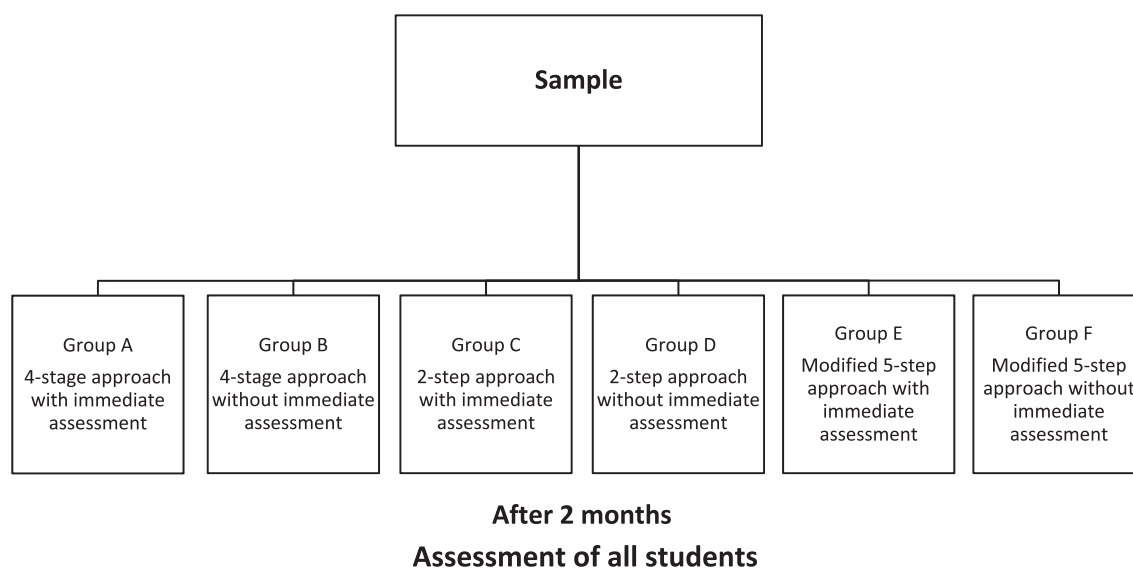 Sample
Group A
4-stage approach
with immediate
assessment
Group B
4-stage approach
without immediate
assessment
Group C
2-step approach
with immediate
assessment
Group D
2-step approach
without immediate
assessment
Group E
Modified 5-step
approach with
immediate
assessment
Group F
Modified 5-step
approach without
immediate
assessment
After 2 months
Assessment of all students